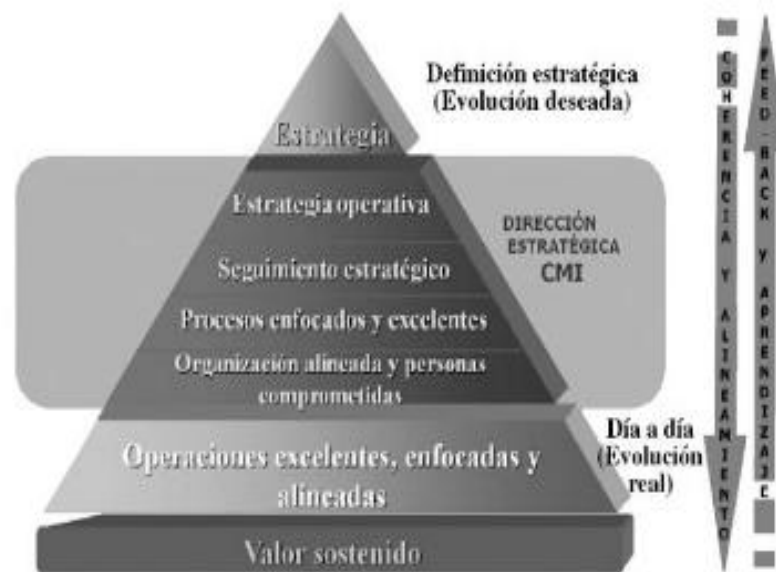 Definición estratégica
(Evolución deseada)
Estrategia
Estrategia operativa
DIRECCIÓN
ESTRATÉGICA
CMI
Seguimiento estratégico
Procesos enfocados y excelentes
Organización alineada y personas
comprometidas
Día a día
(Evolución
real)
Operaciones excelentes, enfocadas y
alineadas
Valor sostenido
COHERENCIA Y ALINEAMIENTO
FEED-BACK Y APRENDIZAJE